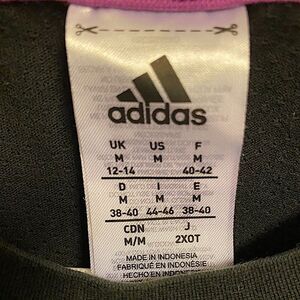 adidas
UK US F
M M M
12-14 40-42
D I E
M M M
38-40 44-46 38-40
CDN J
M/M 2XOT
MADE IN INDONESIA
FABRIQUÉ EN INDONÉSIE
HECHO EN INDONESIA